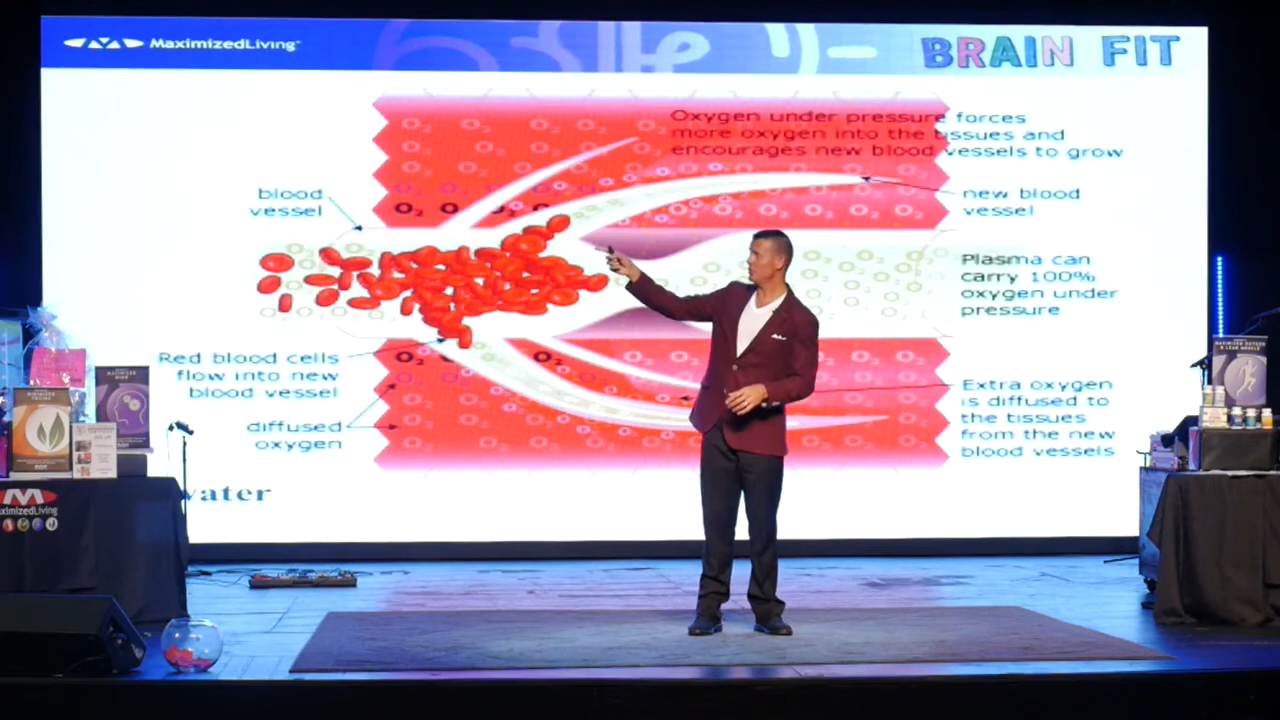 MaximizedLiving
BRAIN FIT
Oxygen under pressure forces
more oxygen into the tissues and
encourages new blood vessels to grow
blood
vessel
new blood
vessel
Plasma can
carry 100%
oxygen under
pressure
Red blood cells
flow into new
blood vessel
diffused
oxygen
Extra oxygen
is diffused to
the tissues
from the new
blood vessels
water
MaximizedLiving